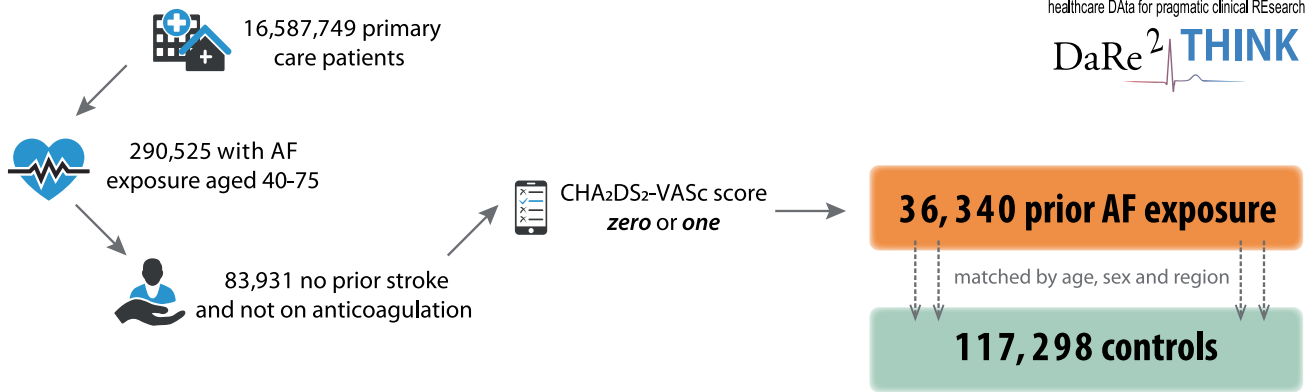 healthcare DAta for pragmatic clinical REsearch
DaRe² THINK
16,587,749 primary
care patients
290,525 with AF
exposure aged 40-75
83,931 no prior stroke
and not on anticoagulation
CHA₂DS₂-VASc score
zero or one
36,340 prior AF exposure
matched by age, sex and region
117,298 controls